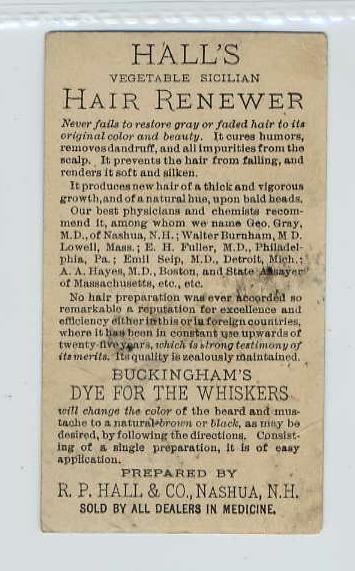 HALL'S
VEGETABLE SICILIAN
HAIR RENEWER
Never fails to restore gray or faded hair to its
original color and beauty. It cures humors,
removes dandruff, and all impurities from the
scalp. It prevents the hair from falling, and
renders it soft and silken.
It produces new hair of a thick and vigorous
growth, and of a natural hue, upon bald heads.
Our best physicians and chemists recom-
mend it, among whom we name Geo. Gray,
M.D., of Nashua, N.H.; Walter Burnham, M.D.
Lowell, Mass.; E. H. Fuller, M.D., Philadel-
phia, Pa.; Emil Seip, M.D., Detroit, Mich.;
A. A. Hayes, M.D., Boston, and State Assayer
of Massachusetts, etc., etc.
No hair preparation was ever accorded so
remarkable a reputation for excellence and
efficiency either in this or in foreign countries,
where it has been in constant use upwards of
twenty-five years, which is strong testimony of
its merits. Its quality is zealously maintained.
BUCKINGHAM'S
DYE FOR THE WHISKERS
will change the color of the beard and mus-
tache to a natural brown or black, as may be
desired, by following the directions. Consist-
ing of a single preparation, it is of easy
application.
PREPARED BY
R. P. HALL & CO., NASHUA, N.H.
SOLD BY ALL DEALERS IN MEDICINE.